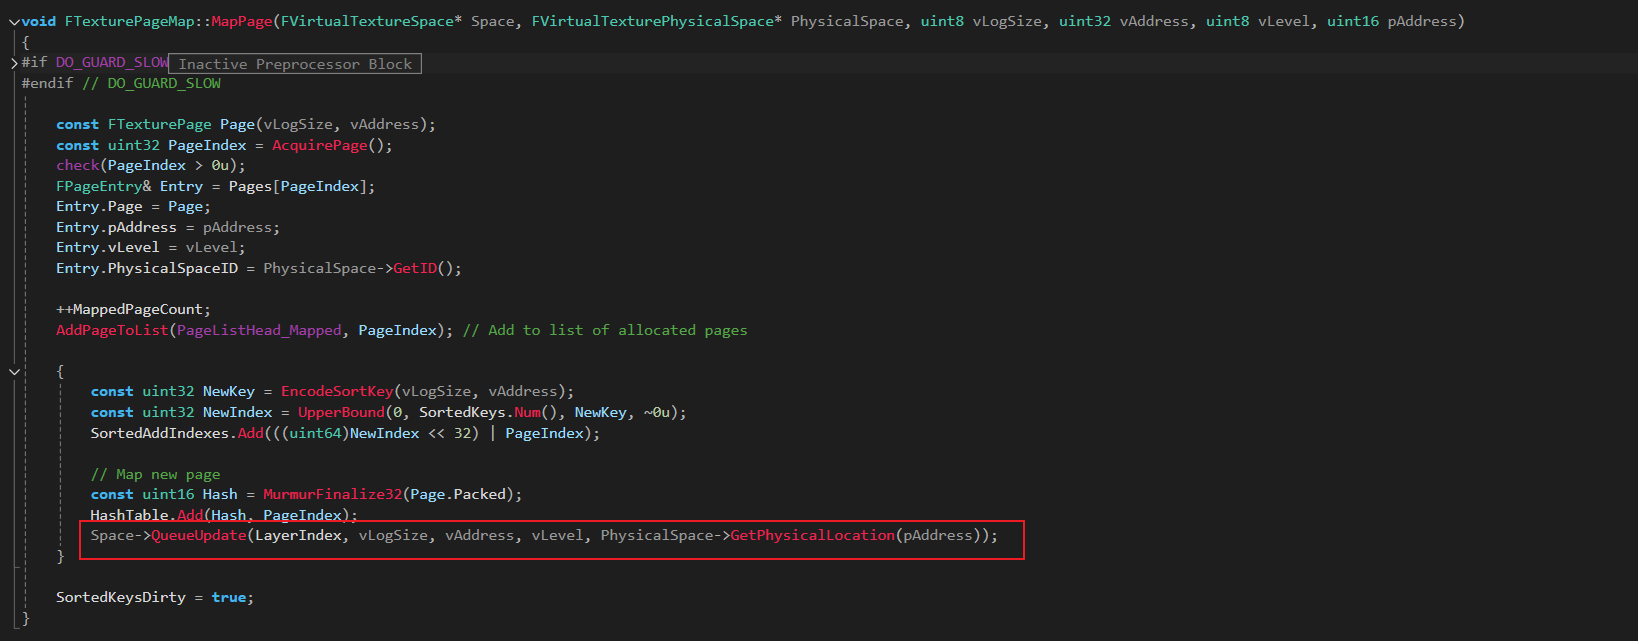 void FTexturePageMap::MapPage(FVirtualTextureSpace* Space, FVirtualTexturePhysicalSpace* PhysicalSpace, uint8 vLogSize, uint32 vAddress, uint8 vLevel, uint16 pAddress)
{
#if DO_GUARD_SLOW Inactive Preprocessor Block
#endif // DO_GUARD_SLOW
const FTexturePage Page(vLogSize, vAddress);
const uint32 PageIndex = AcquirePage();
check(PageIndex > 0u);
FPageEntry& Entry = Pages[PageIndex];
Entry.Page = Page;
Entry.pAddress = pAddress;
Entry.vLevel = vLevel;
Entry.PhysicalSpaceID = PhysicalSpace->GetID();
++MappedPageCount;
AddPageToList(PageListHead_Mapped, PageIndex); // Add to list of allocated pages
{
const uint32 NewKey = EncodeSortKey(vLogSize, vAddress);
const uint32 NewIndex = UpperBound(0, SortedKeys.Num(), NewKey, ~0u);
SortedAddIndexes.Add(((uint64)NewIndex << 32) | PageIndex);
// Map new page
const uint16 Hash = MurmurFinalize32(Page.Packed);
HashTable.Add(Hash, PageIndex);
Space->QueueUpdate(LayerIndex, vLogSize, vAddress, vLevel, PhysicalSpace->GetPhysicalLocation(pAddress));
}
SortedKeysDirty = true;
}